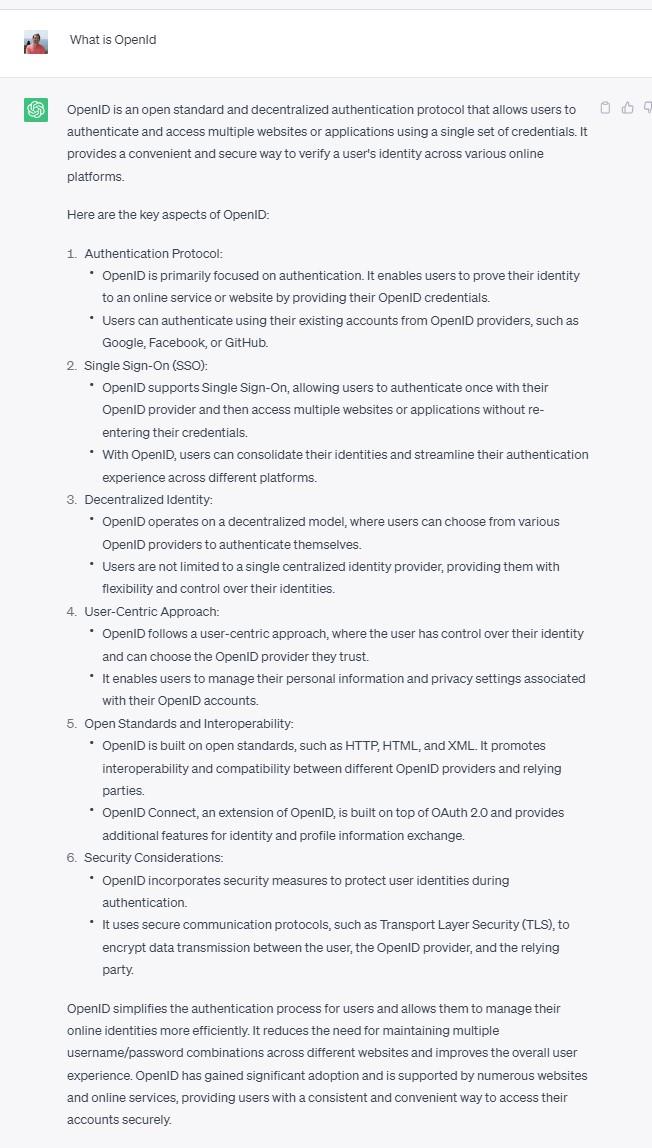 What is OpenId
OpenID is an open standard and decentralized authentication protocol that allows users to
authenticate and access multiple websites or applications using a single set of credentials. It
provides a convenient and secure way to verify a user's identity across various online
platforms.
Here are the key aspects of OpenID:
1. Authentication Protocol:
• OpenID is primarily focused on authentication. It enables users to prove their identity
to an online service or website by providing their OpenID credentials.
• Users can authenticate using their existing accounts from OpenID providers, such as
Google, Facebook, or GitHub.
2. Single Sign-On (SSO):
• OpenID supports Single Sign-On, allowing users to authenticate once with their
OpenID provider and then access multiple websites or applications without re-
entering their credentials.
• With OpenID, users can consolidate their identities and streamline their authentication
experience across different platforms.
3. Decentralized Identity:
• OpenID operates on a decentralized model, where users can choose from various
OpenID providers to authenticate themselves.
• Users are not limited to a single centralized identity provider, providing them with
flexibility and control over their identities.
4. User-Centric Approach:
• OpenID follows a user-centric approach, where the user has control over their identity
and can choose the OpenID provider they trust.
• It enables users to manage their personal information and privacy settings associated
with their OpenID accounts.
5. Open Standards and Interoperability:
• OpenID is built on open standards, such as HTTP, HTML, and XML. It promotes
interoperability and compatibility between different OpenID providers and relying
parties.
• OpenID Connect, an extension of OpenID, is built on top of OAuth 2.0 and provides
additional features for identity and profile information exchange.
6. Security Considerations:
• OpenID incorporates security measures to protect user identities during
authentication.
• It uses secure communication protocols, such as Transport Layer Security (TLS), to
encrypt data transmission between the user, the OpenID provider, and the relying
party.
OpenID simplifies the authentication process for users and allows them to manage their
online identities more efficiently. It reduces the need for maintaining multiple
username/password combinations across different websites and improves the overall user
experience. OpenID has gained significant adoption and is supported by numerous websites
and online services, providing users with a consistent and convenient way to access their
accounts securely.